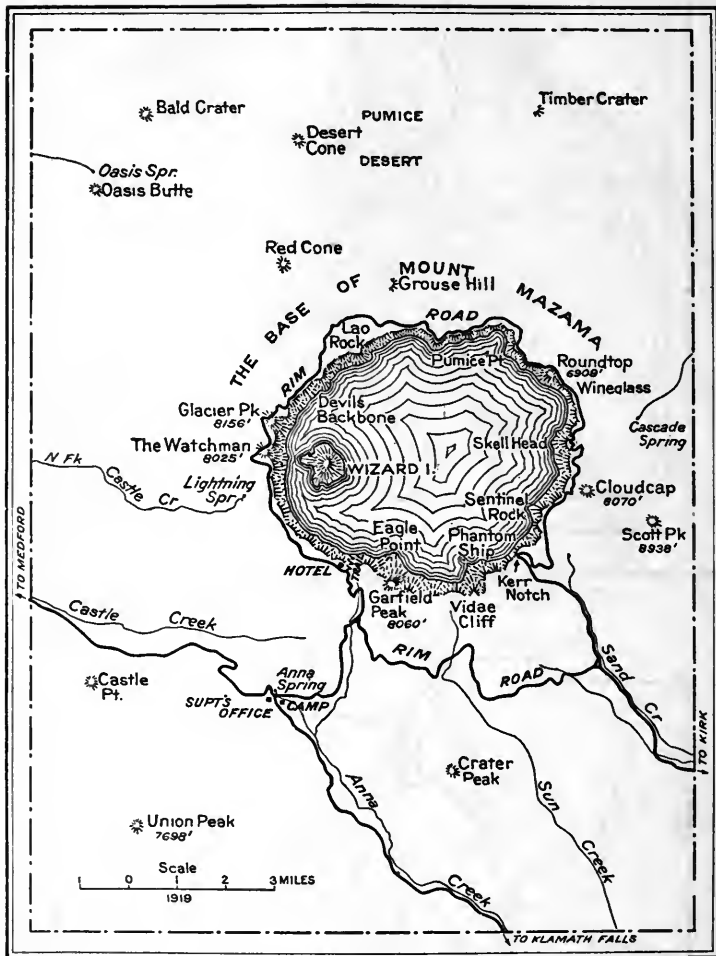 Bald Crater
PUMICE
Timber Crater
Desert
Cone
DESERT
Oasis Spr.
Oasis Butte
Red Cone
THE BASE OF MOUNT MAZAMA
Grouse Hill
RIM ROAD
Lao
Rock
Pumice Pt.
Roundtop
6908'
Wineglass
Glacier Pk
8156'
Devils
Backbone
Cascade
Spring
The Watchman
8025'
Skell Head
WIZARD I.
N Fk
Castle Cr
Lightning
Spr.
Cloudcap
8070'
Sentinel
Rock
Scott Pk
8938'
Eagle
Point
Phantom
Ship
TO MEDFORD
HOTEL
TRAIL
Kerr
Notch
Garfield
Peak
8060'
Vidae
Cliff
Castle Creek
RIM ROAD
Sand Cr
Anna
Spring
CAMP
Castle
Pt.
SUPT'S
OFFICE
TO KIRK
Crater
Peak
Anna Creek
Sun Creek
Union Peak
7698'
Scale
0 1 2 3 MILES
1919
TO KLAMATH FALLS